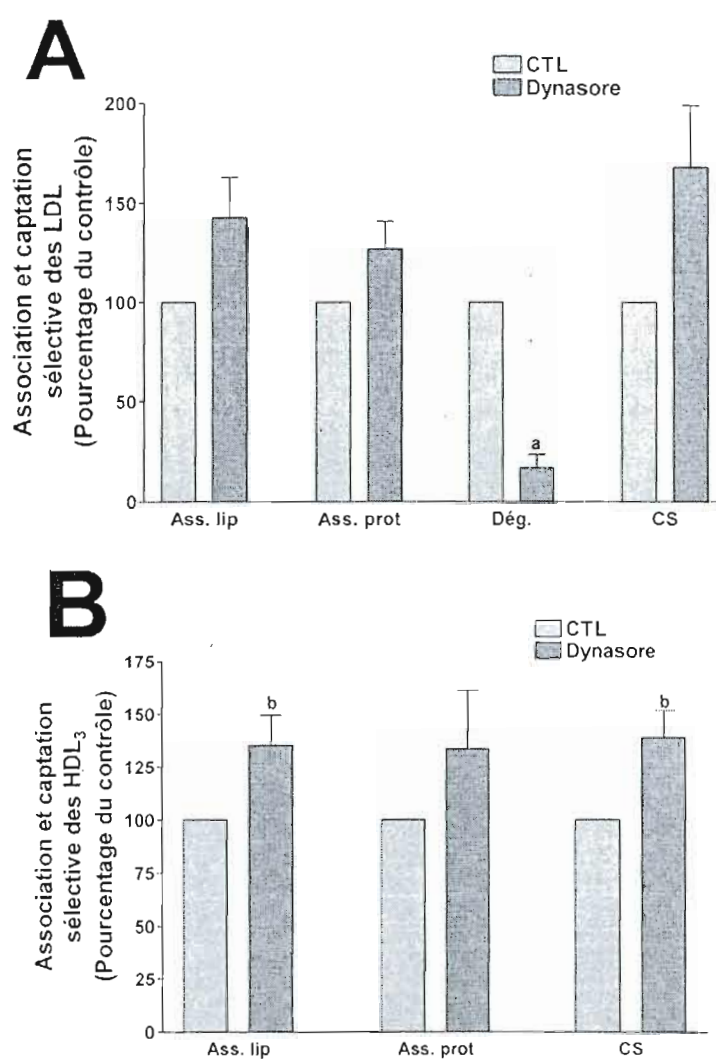 A
CTL
Dynasore
Association et captation
sélective des LDL
(Pourcentage du contrôle)
200
150
100
50
0
a
Ass. lip
Ass. prot
Dég.
CS
B
CTL
Dynasore
Association et captation
sélective des HDL₃
(Pourcentage du contrôle)
175
150
125
100
75
50
25
0
b
b
Ass. lip
Ass. prot
CS